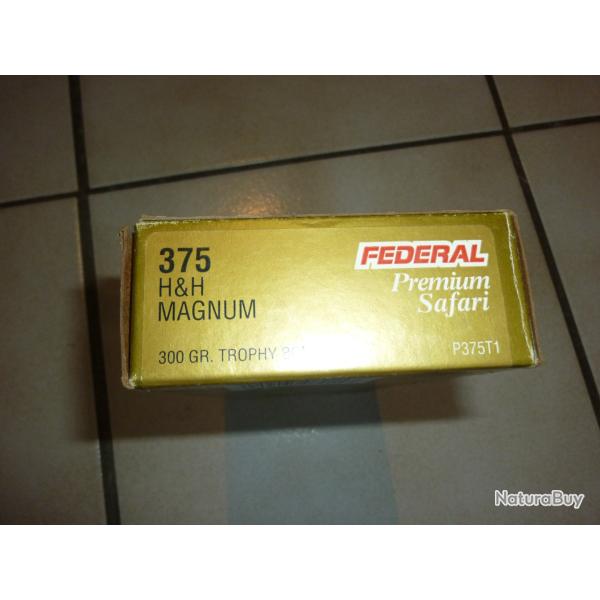 375
H&H
MAGNUM
300 GR. TROPHY
FEDERAL
Premium
Safari
P375T1
NaturaBuy